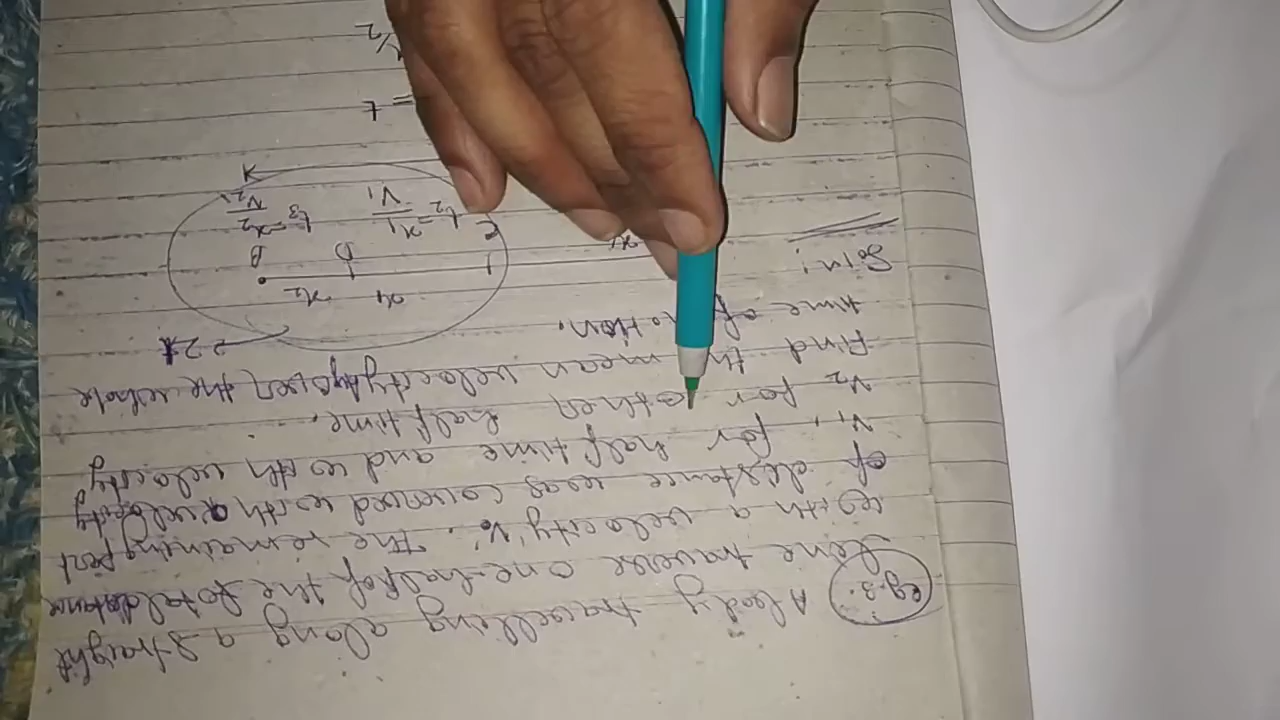 eg.3. A body travelling along a straight
line travese one-half of the total distance
with a velocity 'V₀'. The remaining part
of distance was covered with a velocity
V₁, for half time and with velocity
V₂ for other half time.
Find th mean velocity over the whole
time of motion.
Soln:
x₁ x₂
D B
t₂=x₁/V₁ t₃=x₂/V₂
= t